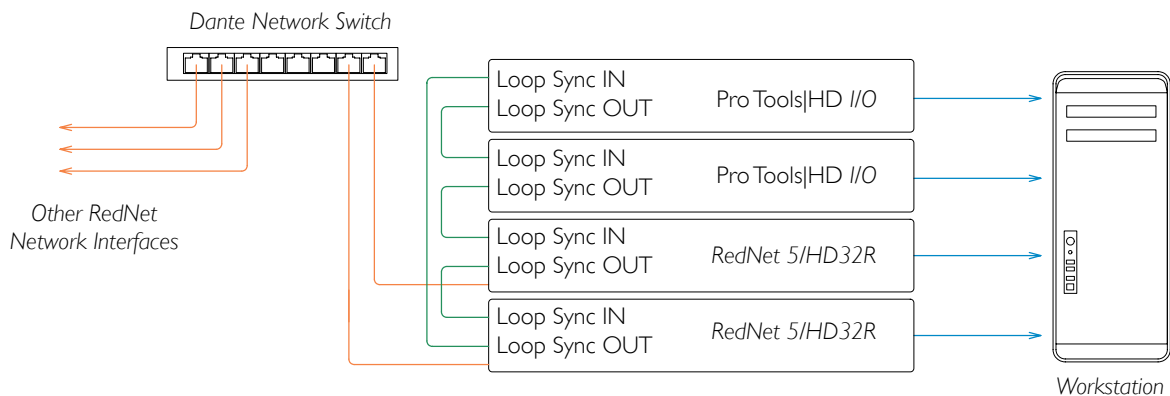 Dante Network Switch
Loop Sync IN
Loop Sync OUT
Pro Tools|HD I/O
Loop Sync IN
Loop Sync OUT
Pro Tools|HD I/O
Other RedNet
Network Interfaces
Loop Sync IN
Loop Sync OUT
RedNet 5/HD32R
Loop Sync IN
Loop Sync OUT
RedNet 5/HD32R
Workstation